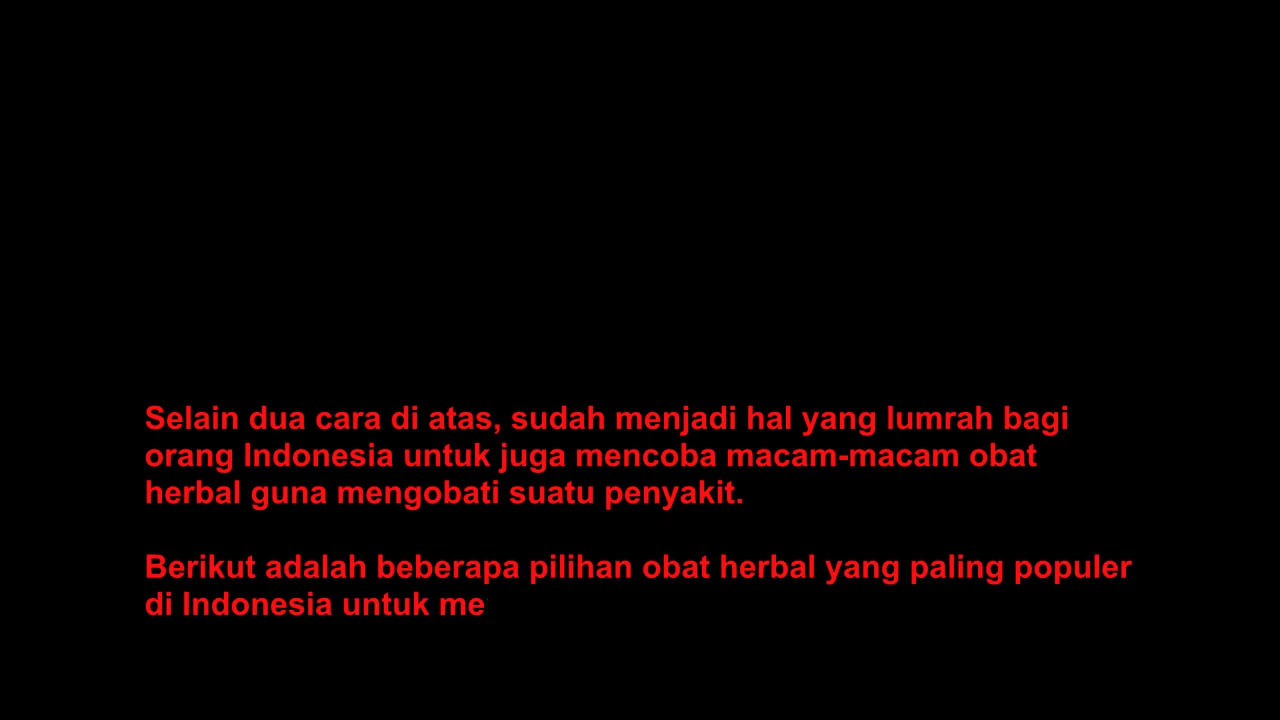 Selain dua cara di atas, sudah menjadi hal yang lumrah bagi
orang Indonesia untuk juga mencoba macam-macam obat
herbal guna mengobati suatu penyakit.
Berikut adalah beberapa pilihan obat herbal yang paling populer
di Indonesia untuk me